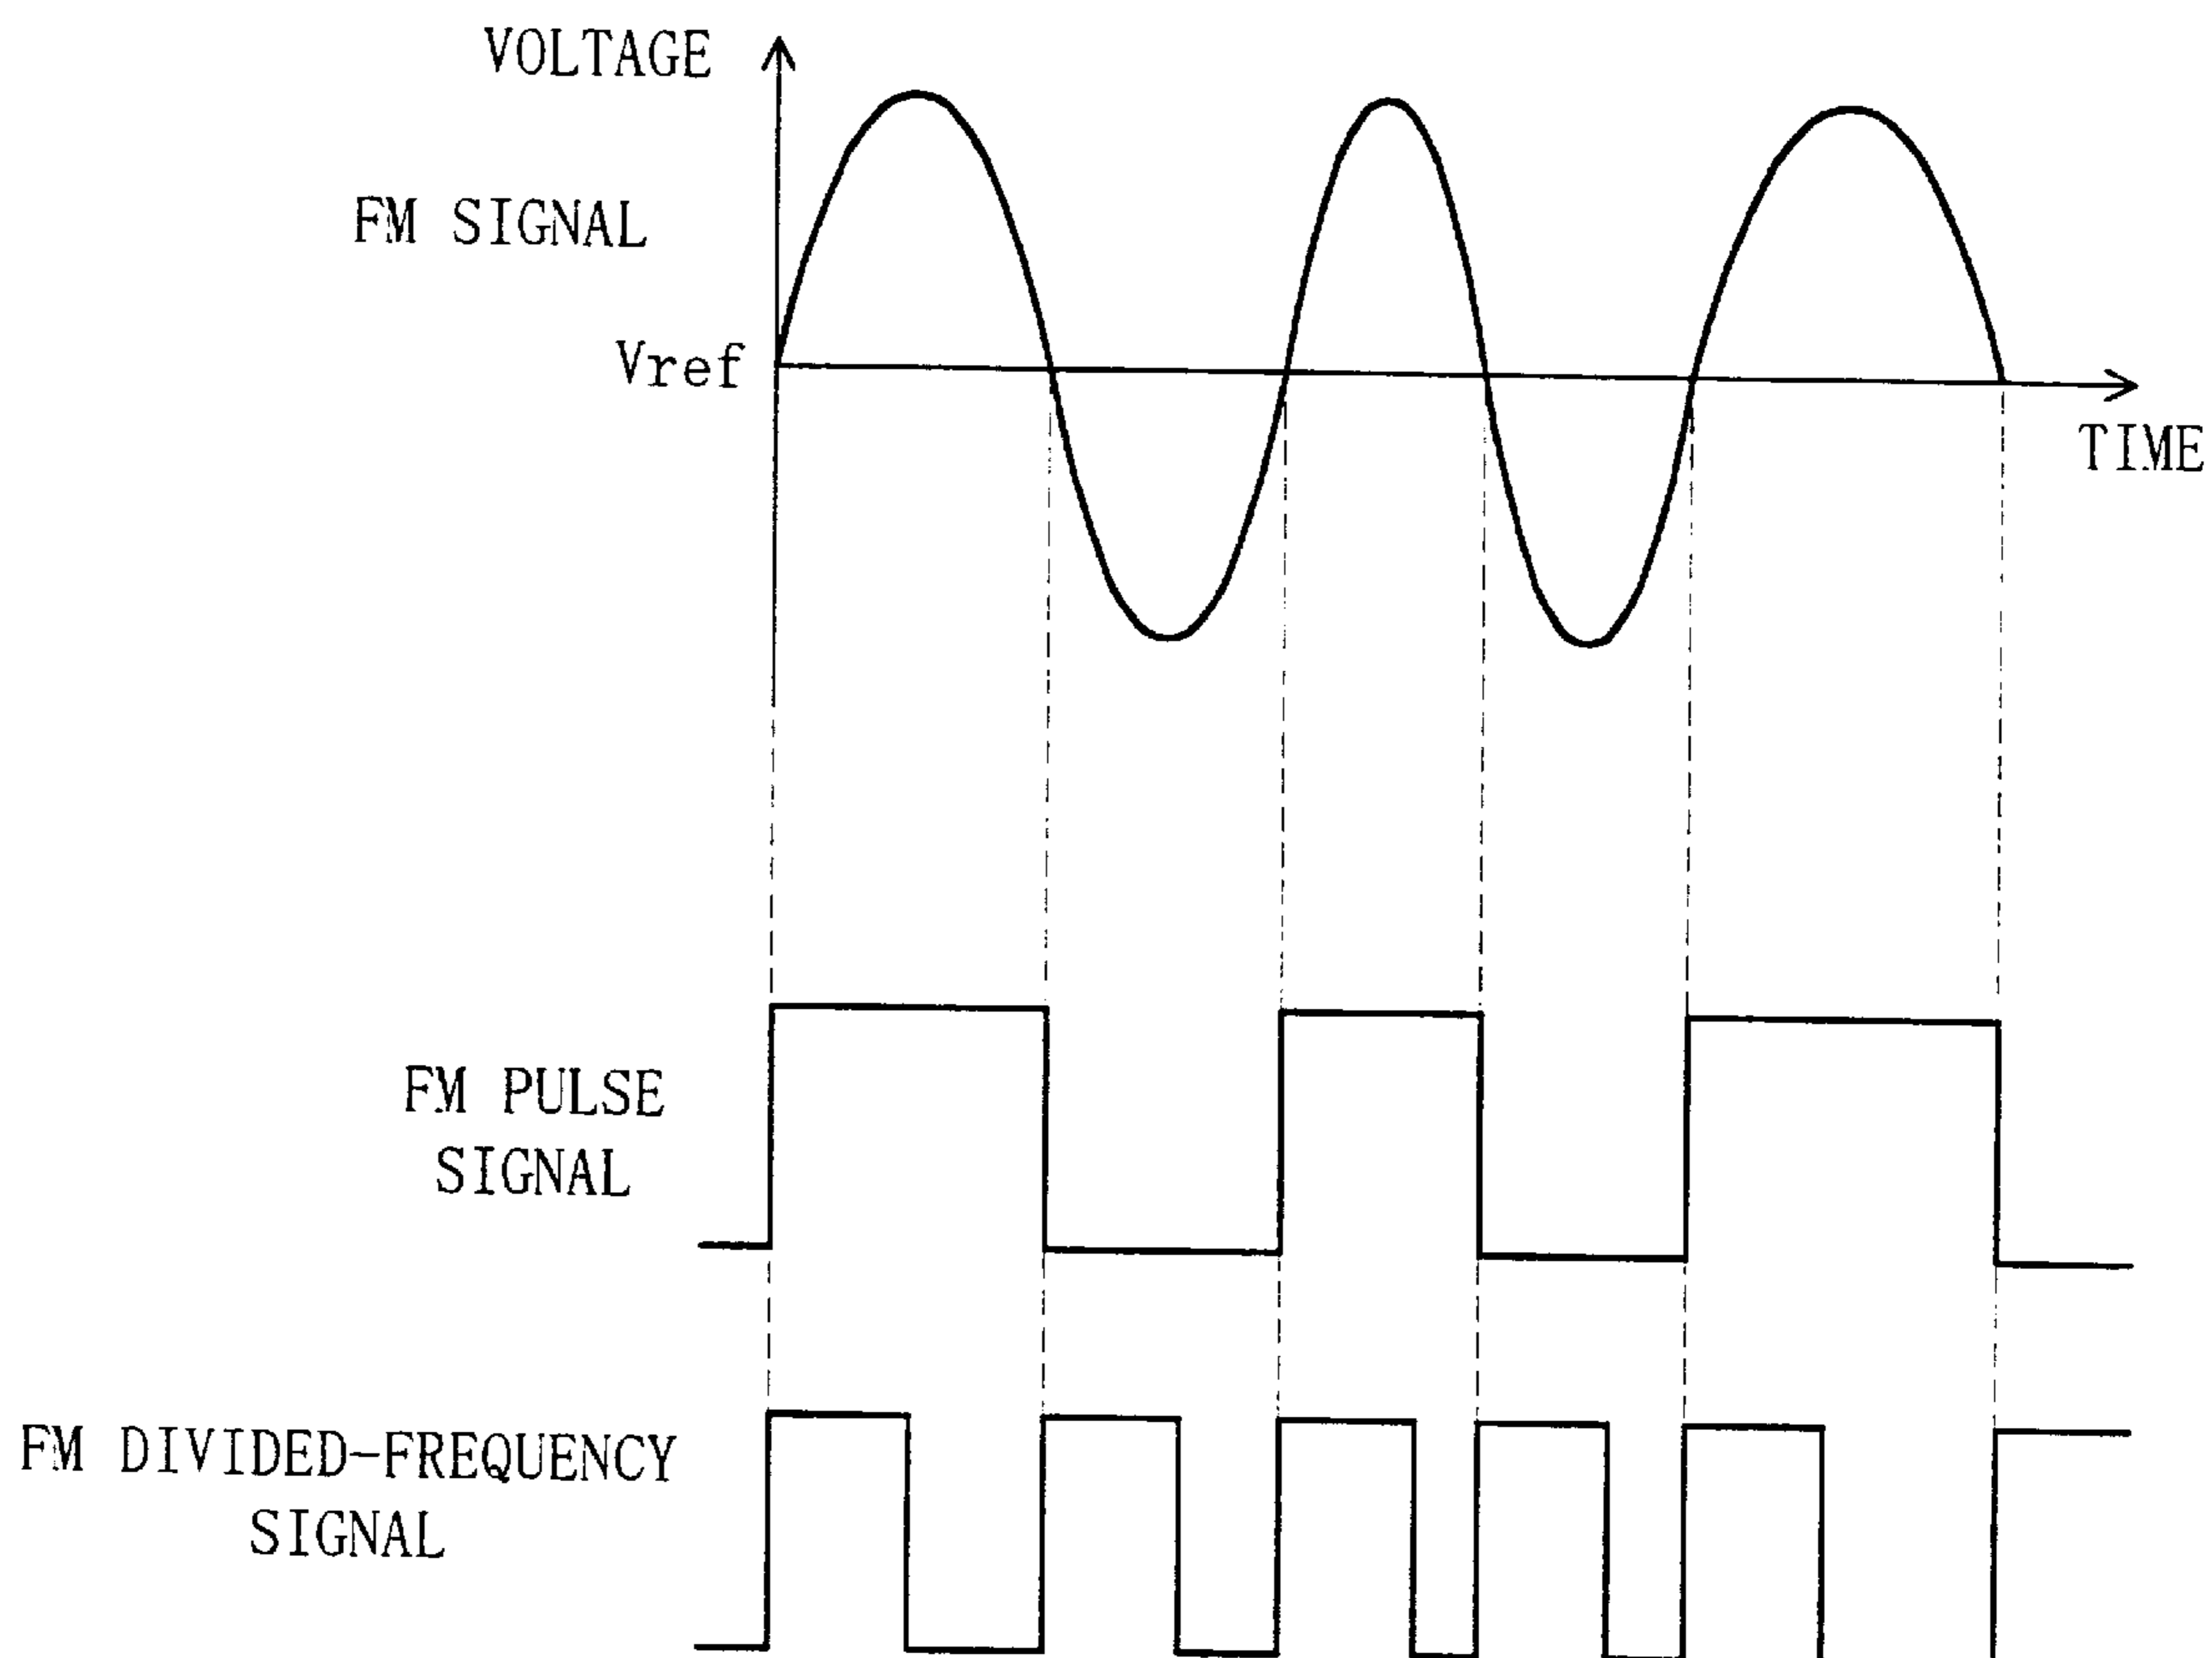 VOLTAGE
FM SIGNAL
Vref
TIME
FM PULSE
SIGNAL
FM DIVIDED-FREQUENCY
SIGNAL